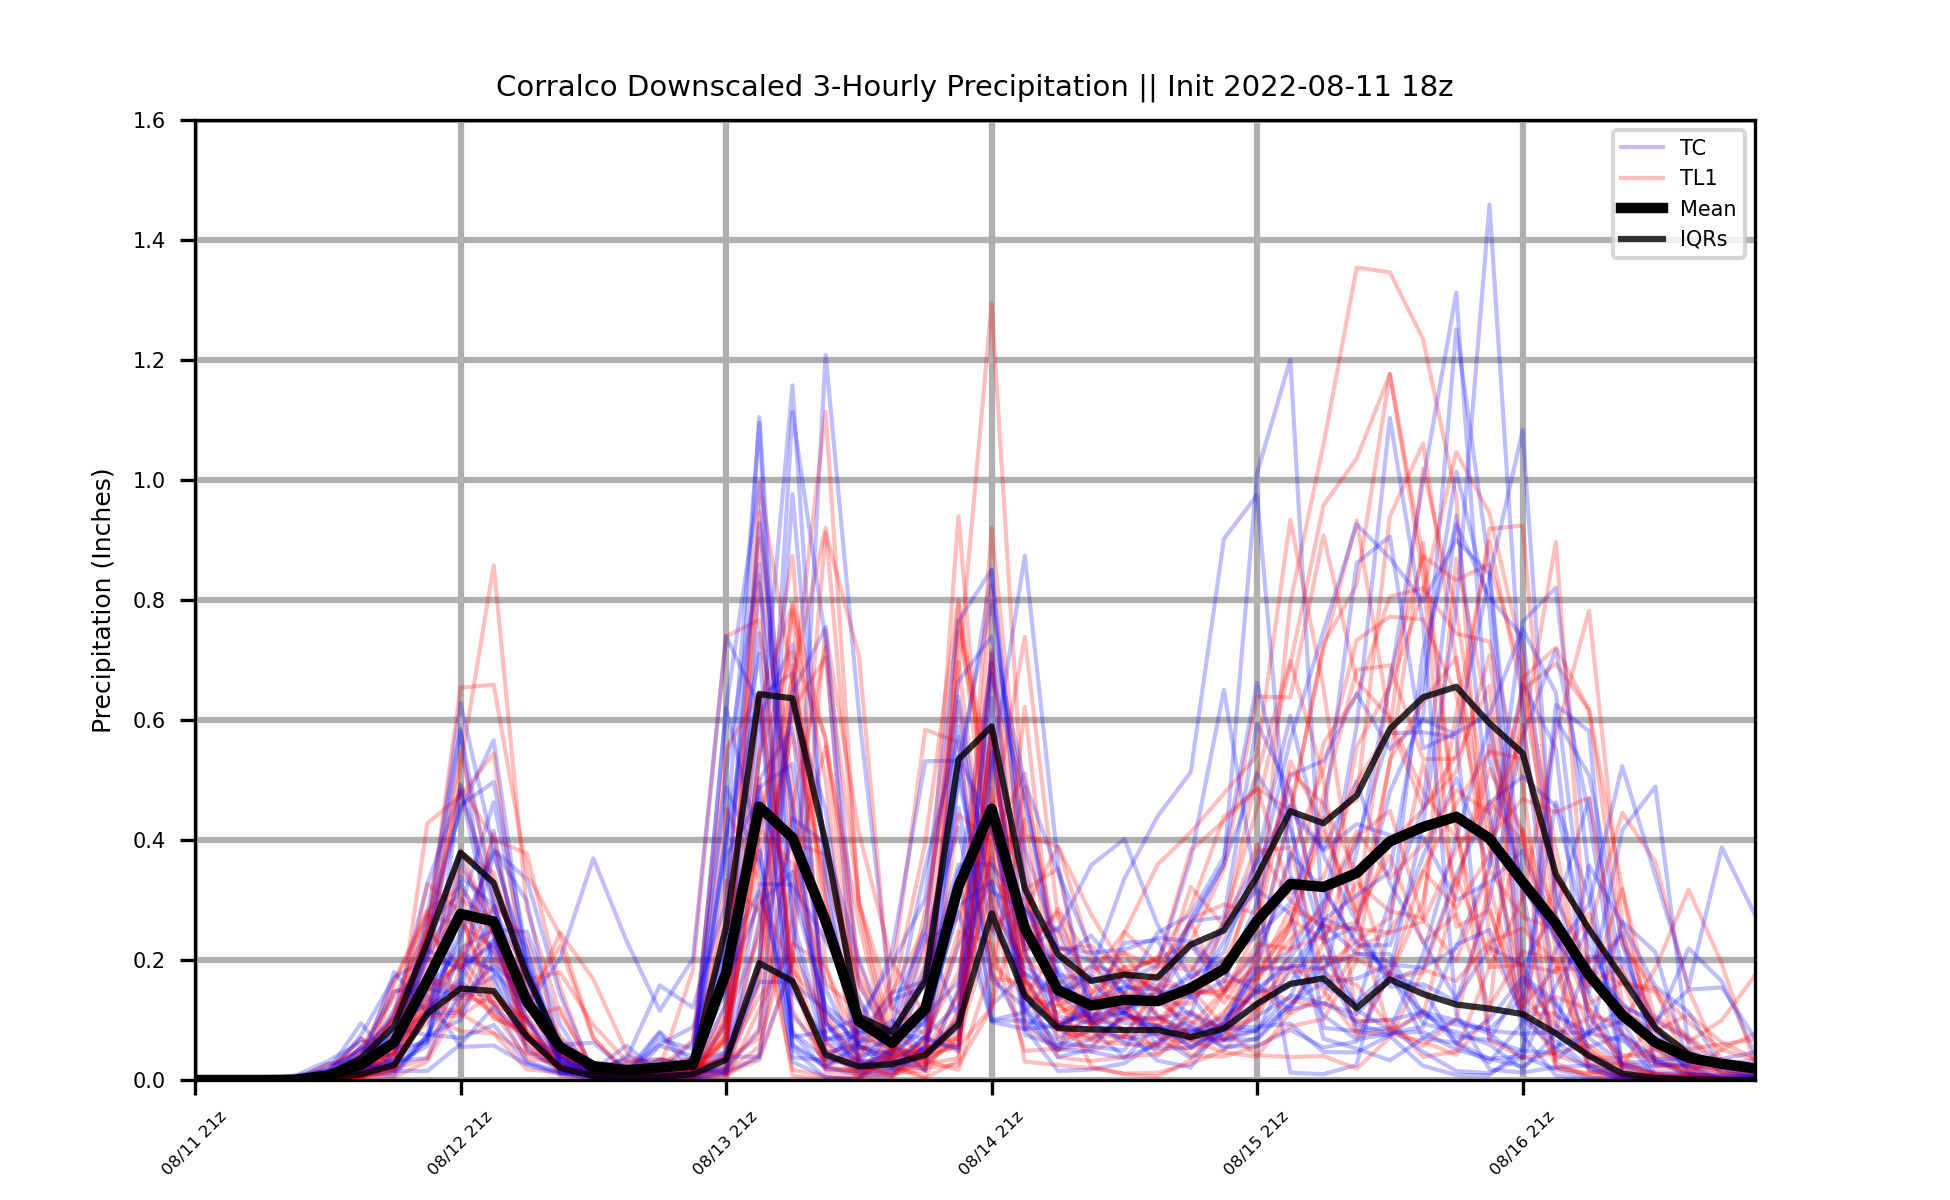 Corralco Downscaled 3-Hourly Precipitation || Init 2022-08-11 18z
Precipitation (Inches)
1.6
1.4
1.2
1.0
0.8
0.6
0.4
0.2
0.0
TC
TL1
Mean
IQRs
08/11 21z
08/12 21z
08/13 21z
08/14 21z
08/15 21z
08/16 21z